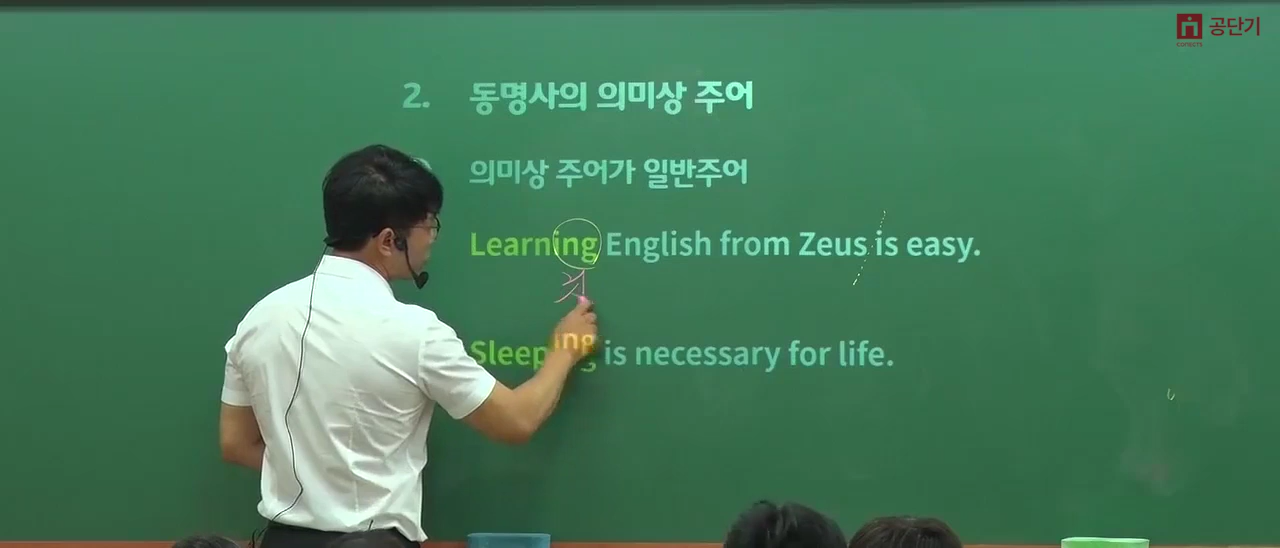 공단기
CONECTS
2. 동명사의 의미상 주어
의미상 주어가 일반주어
Learning English from Zeus is easy.
Sleeping is necessary for life.